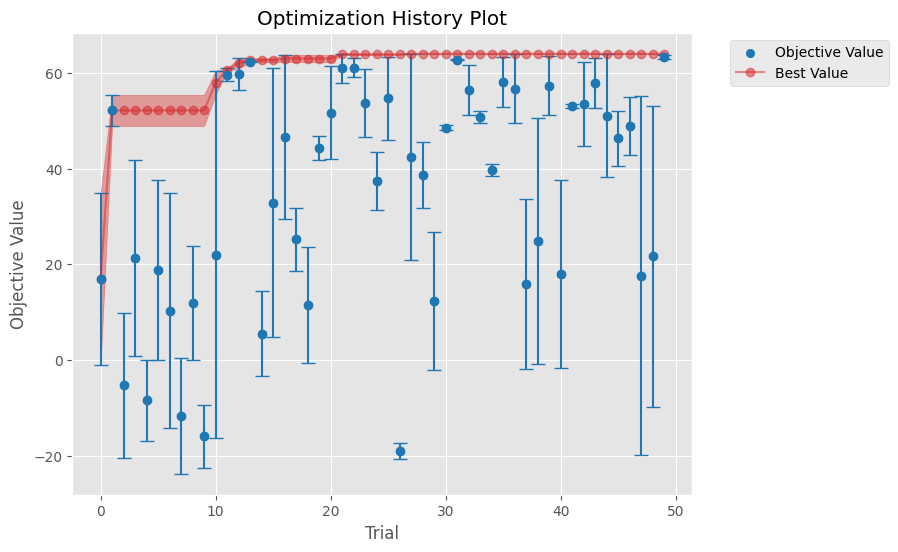 Optimization History Plot
Objective Value
Best Value
Objective Value
60
40
20
0
−20
0 10 20 30 40 50
Trial